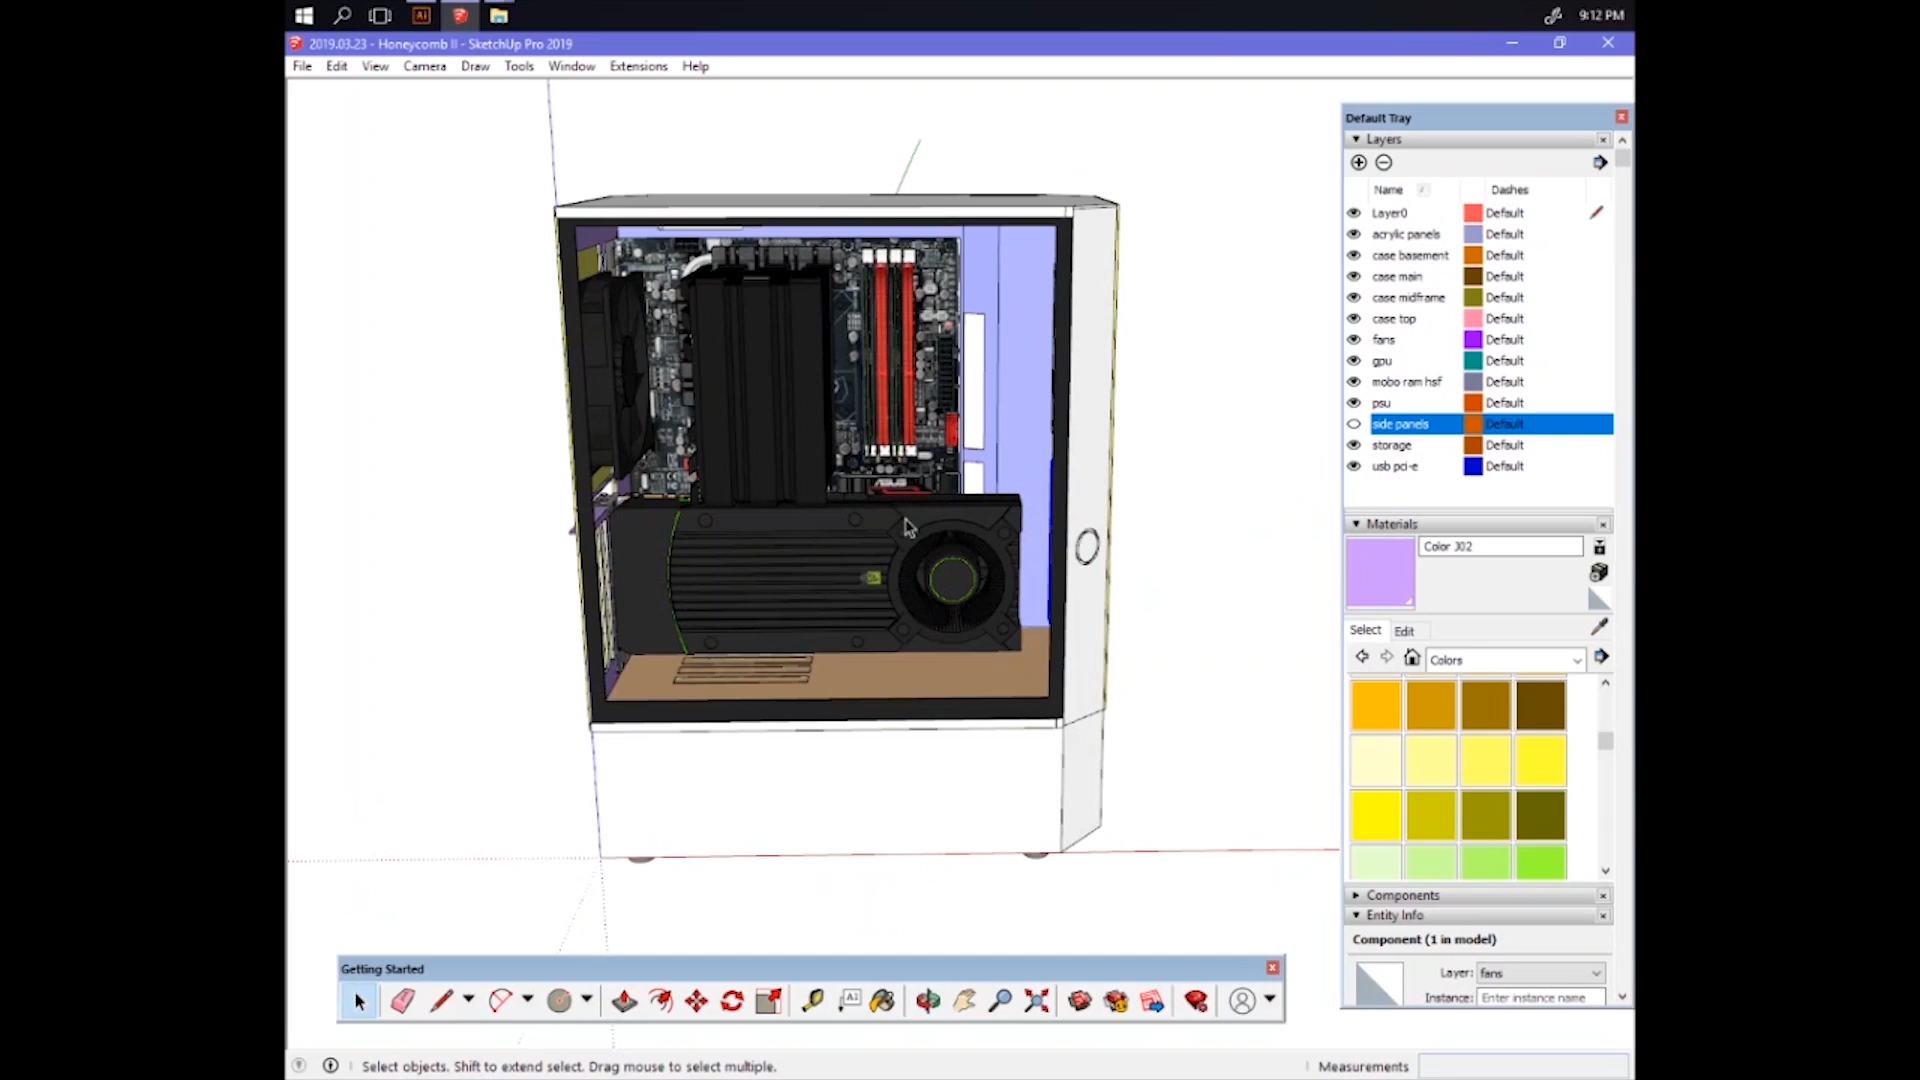 9:12 PM
2019.03.23 - Honeycomb II - SketchUp Pro 2019
File Edit View Camera Draw Tools Window Extensions Help
Default Tray
Layers
Name Dashes
Layer0 Default
acrylic panels Default
case basement Default
case main Default
case midframe Default
case top Default
fans Default
gpu Default
mobo ram hsf Default
psu Default
side panels Default
storage Default
usb pci-e Default
Materials
Color J02
Select Edit
Colors
Components
Entity Info
Component (1 in model)
Layer: fans
Instance: Enter instance name
Getting Started
Select objects. Shift to extend select. Drag mouse to select multiple.
Measurements